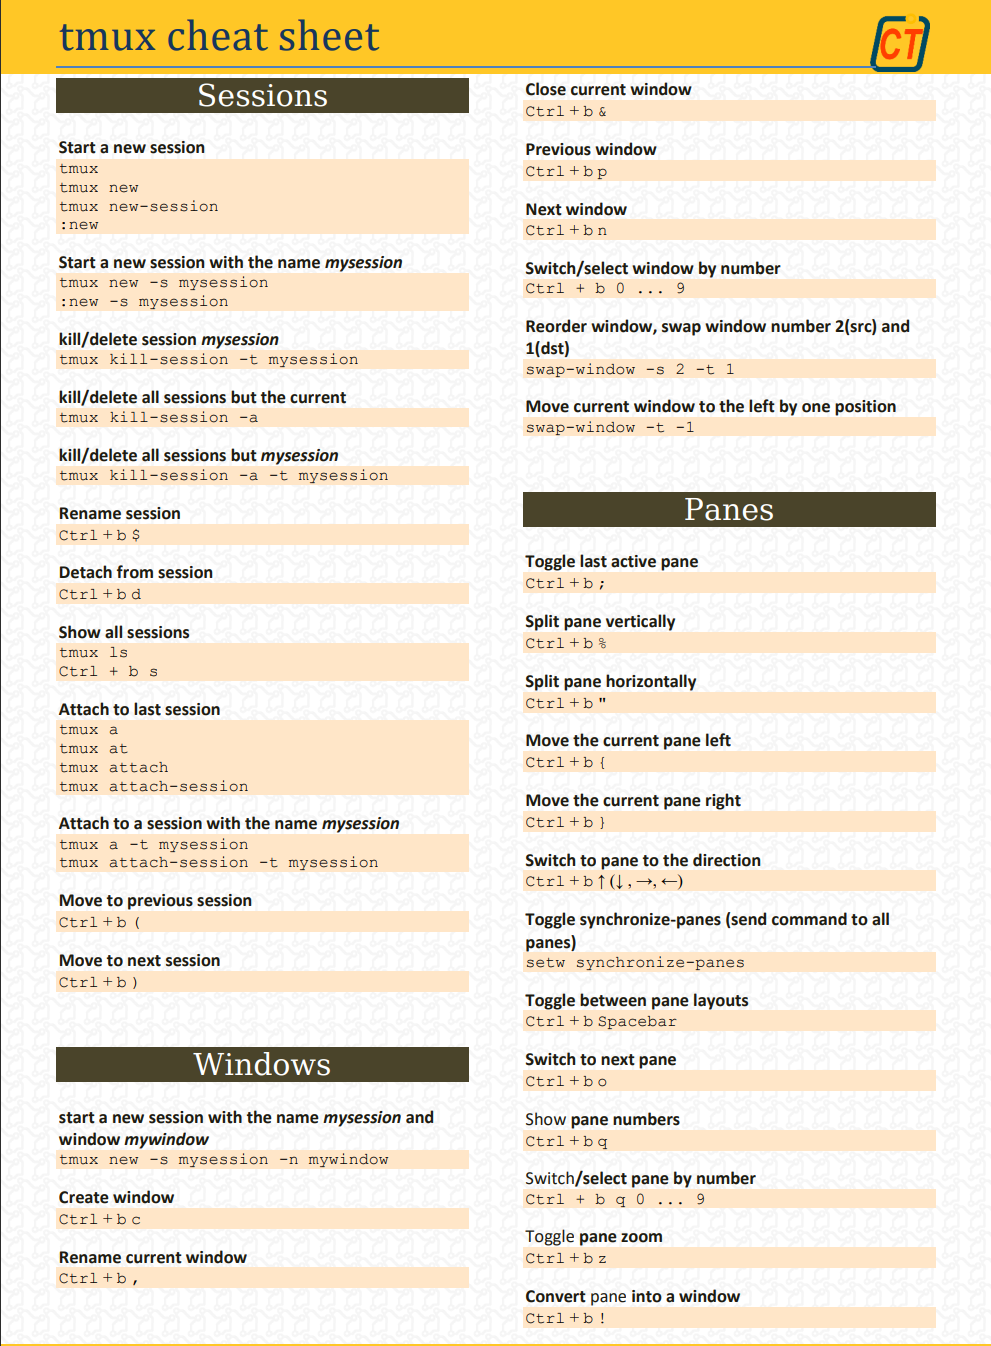 tmux cheat sheet
CT
Sessions
Start a new session
tmux
tmux new
tmux new-session
:new
Start a new session with the name mysession
tmux new -s mysession
:new -s mysession
kill/delete session mysession
tmux kill-session -t mysession
kill/delete all sessions but the current
tmux kill-session -a
kill/delete all sessions but mysession
tmux kill-session -a -t mysession
Rename session
Ctrl + b $
Detach from session
Ctrl + b d
Show all sessions
tmux ls
Ctrl + b s
Attach to last session
tmux a
tmux at
tmux attach
tmux attach-session
Attach to a session with the name mysession
tmux a -t mysession
tmux attach-session -t mysession
Move to previous session
Ctrl + b (
Move to next session
Ctrl + b )
Windows
start a new session with the name mysession and
window mywindow
tmux new -s mysession -n mywindow
Create window
Ctrl + b c
Rename current window
Ctrl + b ,
Close current window
Ctrl + b &
Previous window
Ctrl + b p
Next window
Ctrl + b n
Switch/select window by number
Ctrl + b 0 ... 9
Reorder window, swap window number 2(src) and
1(dst)
swap-window -s 2 -t 1
Move current window to the left by one position
swap-window -t -1
Panes
Toggle last active pane
Ctrl + b ;
Split pane vertically
Ctrl + b %
Split pane horizontally
Ctrl + b "
Move the current pane left
Ctrl + b {
Move the current pane right
Ctrl + b }
Switch to pane to the direction
Ctrl + b ↑ (↓, →, ←)
Toggle synchronize-panes (send command to all
panes)
setw synchronize-panes
Toggle between pane layouts
Ctrl + b Spacebar
Switch to next pane
Ctrl + b o
Show pane numbers
Ctrl + b q
Switch/select pane by number
Ctrl + b q 0 ... 9
Toggle pane zoom
Ctrl + b z
Convert pane into a window
Ctrl + b !